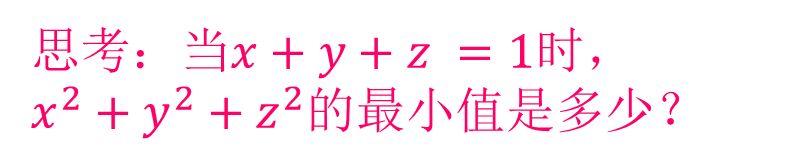 思考：当x + y + z = 1时，
x² + y² + z²的最小值是多少？